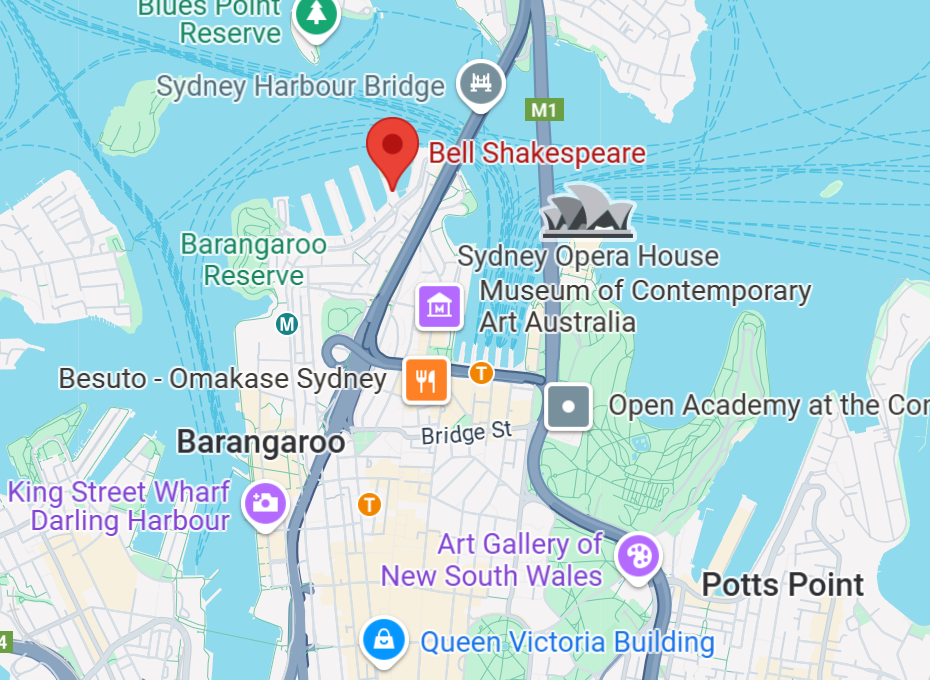 Blues Point
Reserve
Sydney Harbour Bridge
M1
Bell Shakespeare
Barangaroo
Reserve
Sydney Opera House
Museum of Contemporary
Art Australia
M
M
T
Besuto - Omakase Sydney
Open Academy at the Con
Bridge St
Barangaroo
King Street Wharf
Darling Harbour
T
Art Gallery of
New South Wales
Potts Point
4
Queen Victoria Building